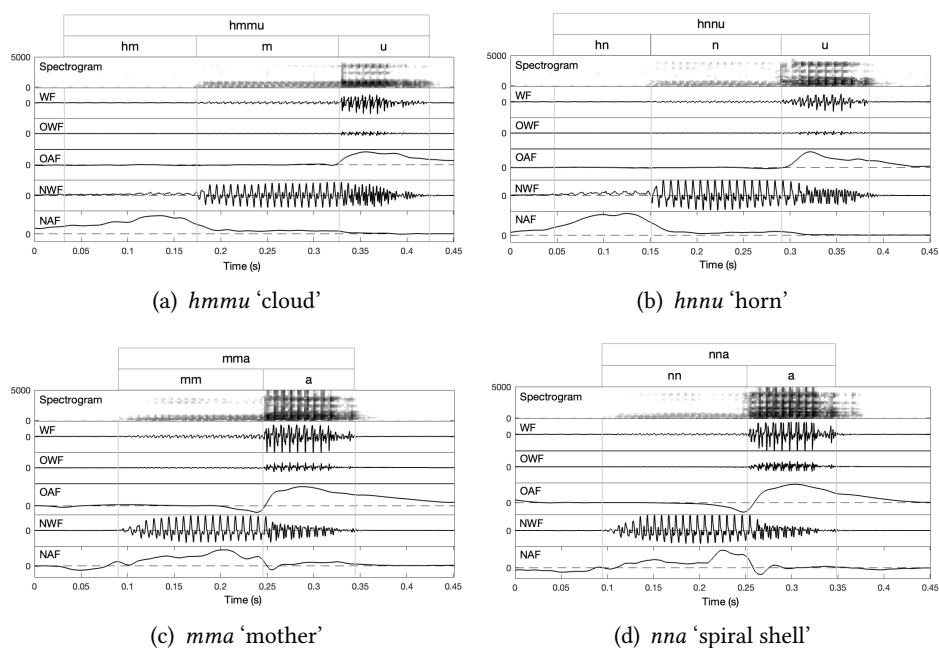 hmmu
hm m u
5000
Spectrogram
0
WF
0
OWF
0
OAF
0
NWF
0
NAF
0
0 0.05 0.1 0.15 0.2 0.25 0.3 0.35 0.4 0.45
Time (s)
(a) hmmu ‘cloud’
hnnu
hn n u
5000
Spectrogram
0
WF
0
OWF
0
OAF
0
NWF
0
NAF
0
0 0.05 0.1 0.15 0.2 0.25 0.3 0.35 0.4 0.45
Time (s)
(b) hnnu ‘horn’
mma
mm a
5000
Spectrogram
0
WF
0
OWF
0
OAF
0
NWF
0
NAF
0
0 0.05 0.1 0.15 0.2 0.25 0.3 0.35 0.4 0.45
Time (s)
(c) mma ‘mother’
nna
nn a
5000
Spectrogram
0
WF
0
OWF
0
OAF
0
NWF
0
NAF
0
0 0.05 0.1 0.15 0.2 0.25 0.3 0.35 0.4 0.45
Time (s)
(d) nna ‘spiral shell’